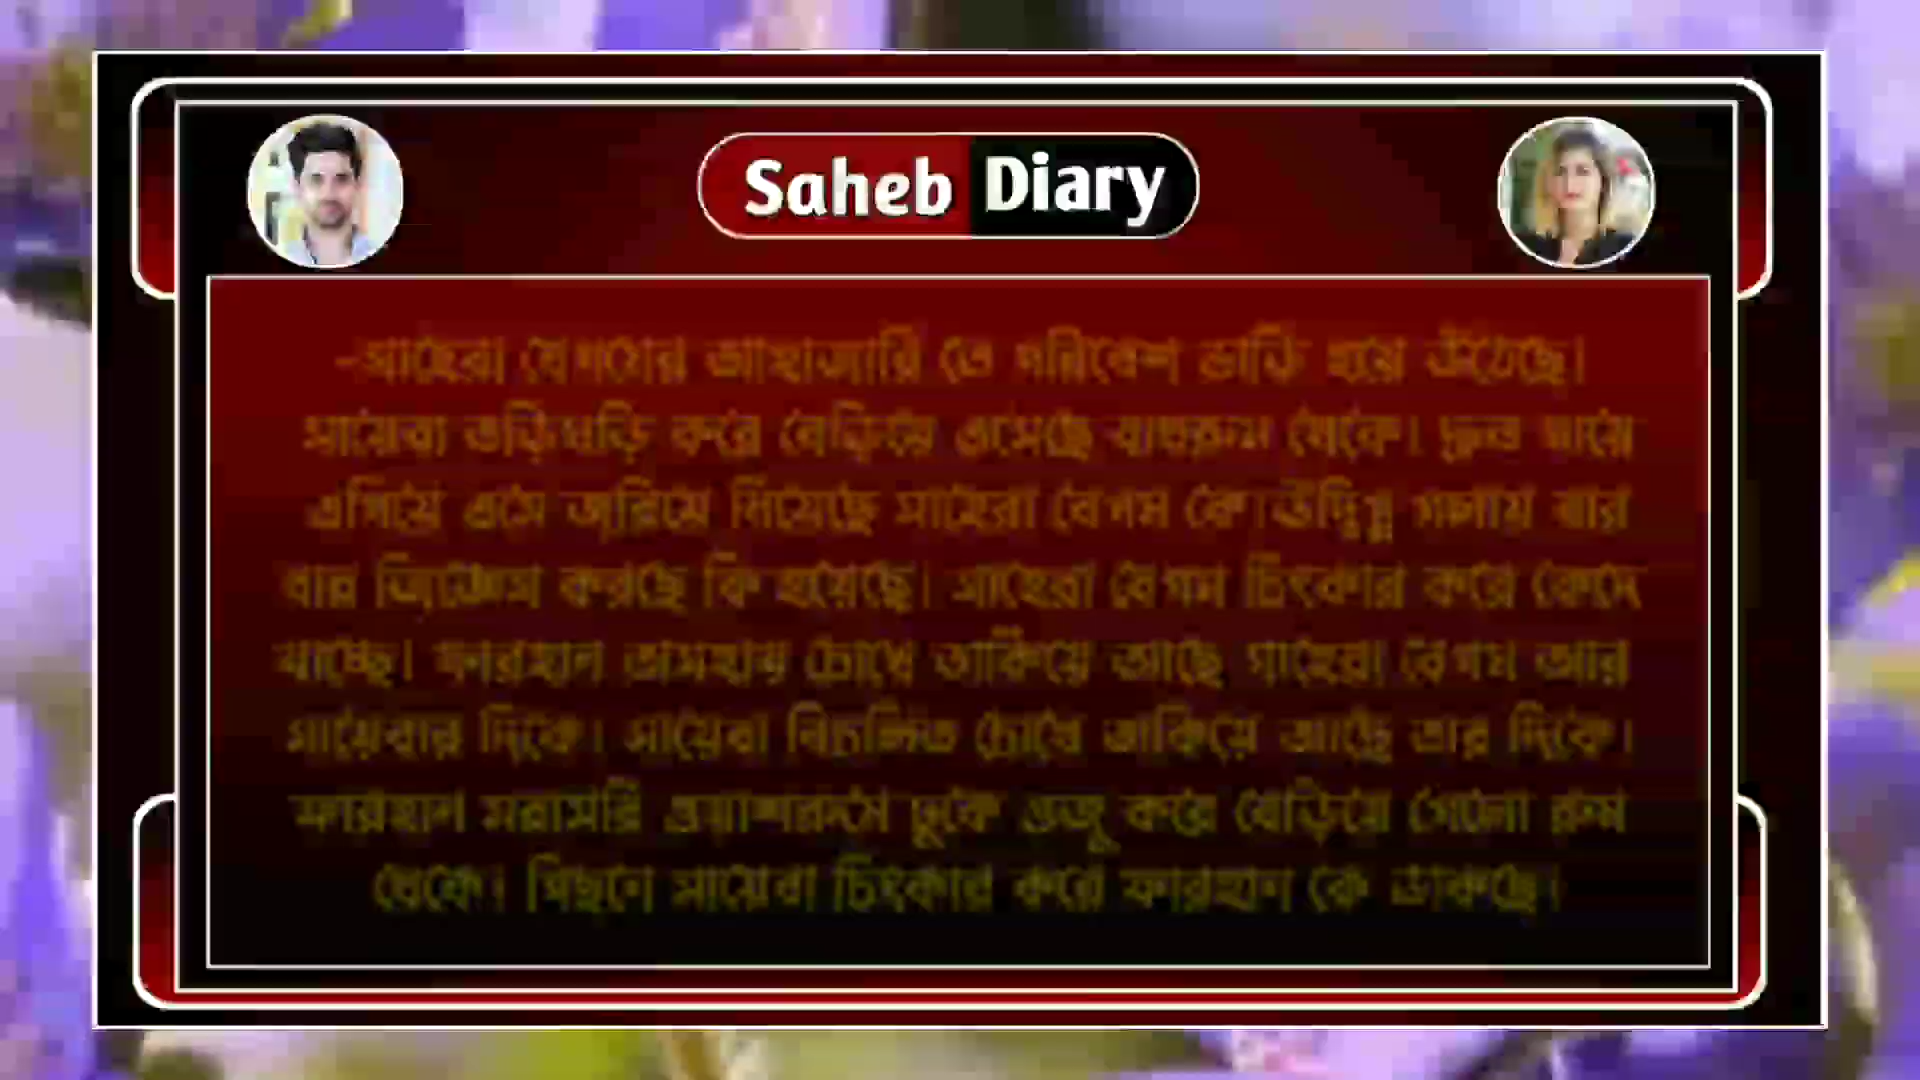 Saheb Diary
-সাহেরা বেগমের আহাজারি তে পরিবেশ ভারি হয়ে উঠেছে।
সায়েবা তড়িঘড়ি করে বেড়িয়ে এসেছে বাথরুম থেকে। দ্রুত পায়ে
এগিয়ে এসে জরিয়ে নিয়েছে সাহেরা বেগম কে।উদ্বিগ্ন গলায় বার
বার জিজ্ঞেস করছে কি হয়েছে। সাহেরা বেগম চিৎকার করে কেদে
যাচ্ছে। ফারহান অসহায় চোখে তাকিয়ে আছে সাহেরা বেগম আর
সায়েবার দিকে। সায়েবা বিচলিত চোখে তাকিয়ে আছে তার দিকে।
ফারহান সরাসরি ওয়াশরুমে ঢুকে ওজু করে বেড়িয়ে গেলো রুম
থেকে। পিছনে সায়েবা চিৎকার করে ফারহান কে ডাকছে।